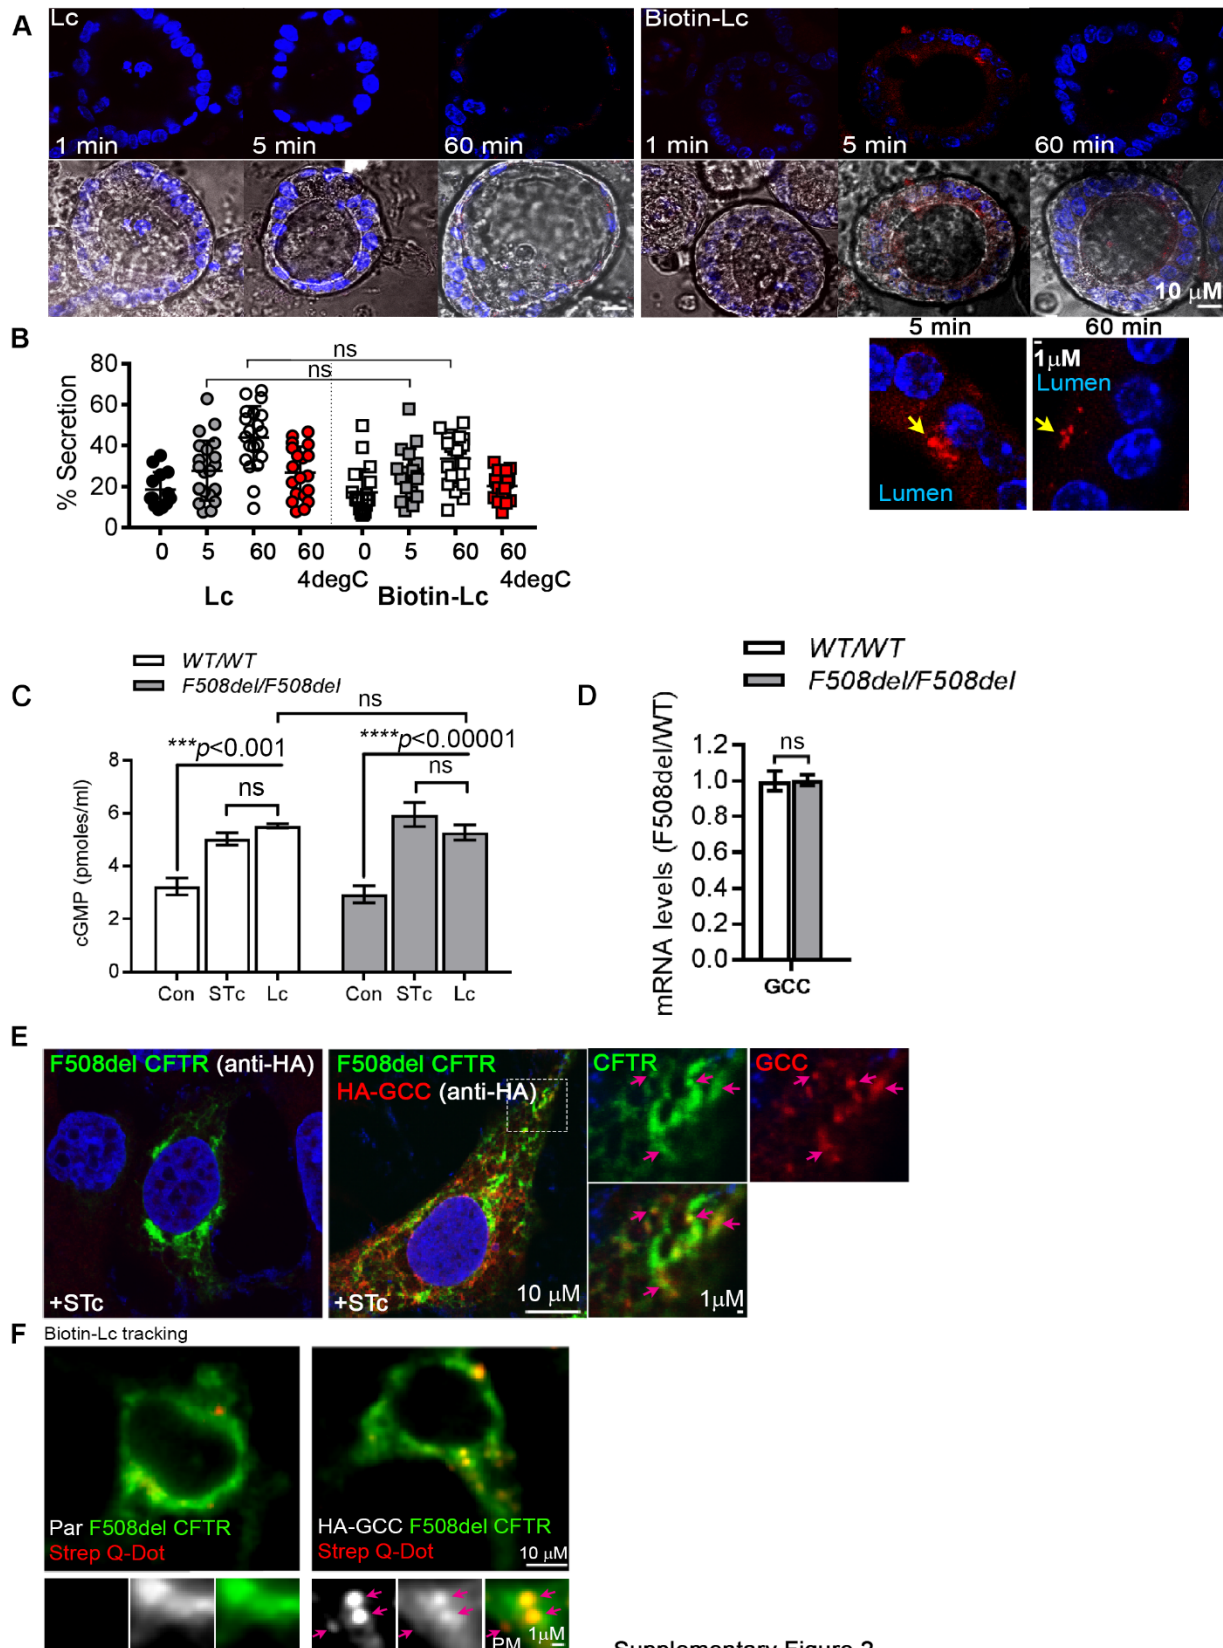 A
Lc
Biotin-Lc
1 min
5 min
60 min
1 min
5 min
60 min
10 µM
5 min
60 min
1µM
Lumen
Lumen
B
ns
ns
80
60
40
20
0
% Secretion
0
5
60
60
0
5
60
60
4degC
4degC
Lc
Biotin-Lc
WT/WT
F508del/F508del
C
ns
***p<0.001
****p<0.00001
ns
ns
8
6
4
2
0
cGMP (pmoles/ml)
Con
STc
Lc
Con
STc
Lc
WT/WT
F508del/F508del
D
ns
1.2
1.0
0.8
0.6
0.4
0.2
0.0
mRNA levels (F508del/WT)
GCC
E
F508del CFTR (anti-HA)
+STc
F508del CFTR
HA-GCC (anti-HA)
+STc
10 µM
CFTR
GCC
1µM
F
Biotin-Lc tracking
Par F508del CFTR
Strep Q-Dot
HA-GCC F508del CFTR
Strep Q-Dot
10 µM
PM
1µM
Supplementary Figure 2